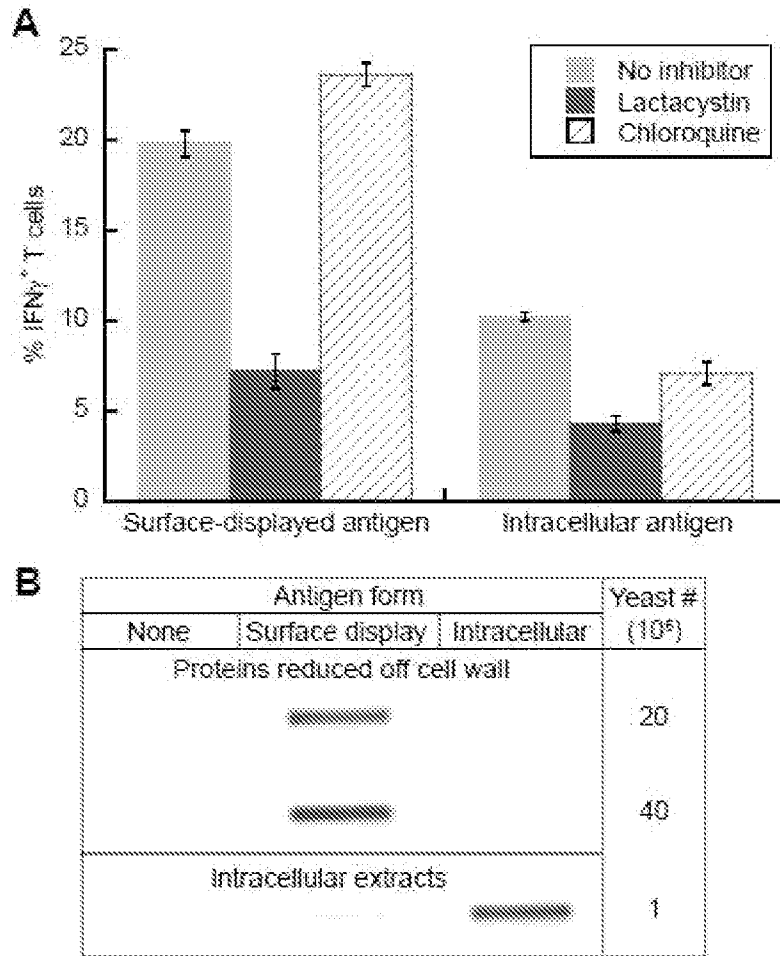 A
25
20
15
10
5
0
% IFNγ⁺ T cells
No inhibitor
Lactacystin
Chloroquine
Surface-displayed antigen
Intracellular antigen
B
Antigen form
Yeast #
(10⁶)
None Surface display Intracellular
Proteins reduced off cell wall
20
40
Intracellular extracts
1